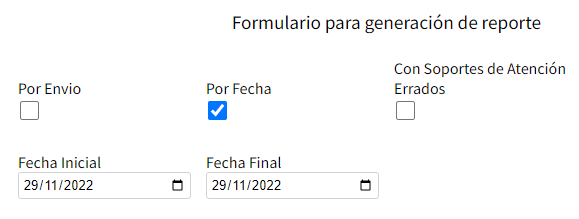 Formulario para generación de reporte
Por Envio
Por Fecha
Con Soportes de Atención
Errados
Fecha Inicial
Fecha Final
29/11/2022
29/11/2022